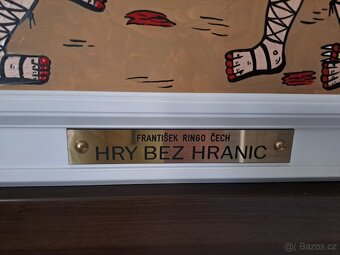 FRANTIŠEK RINGO ČECH
HRY BEZ HRANIC
Bazos.cz